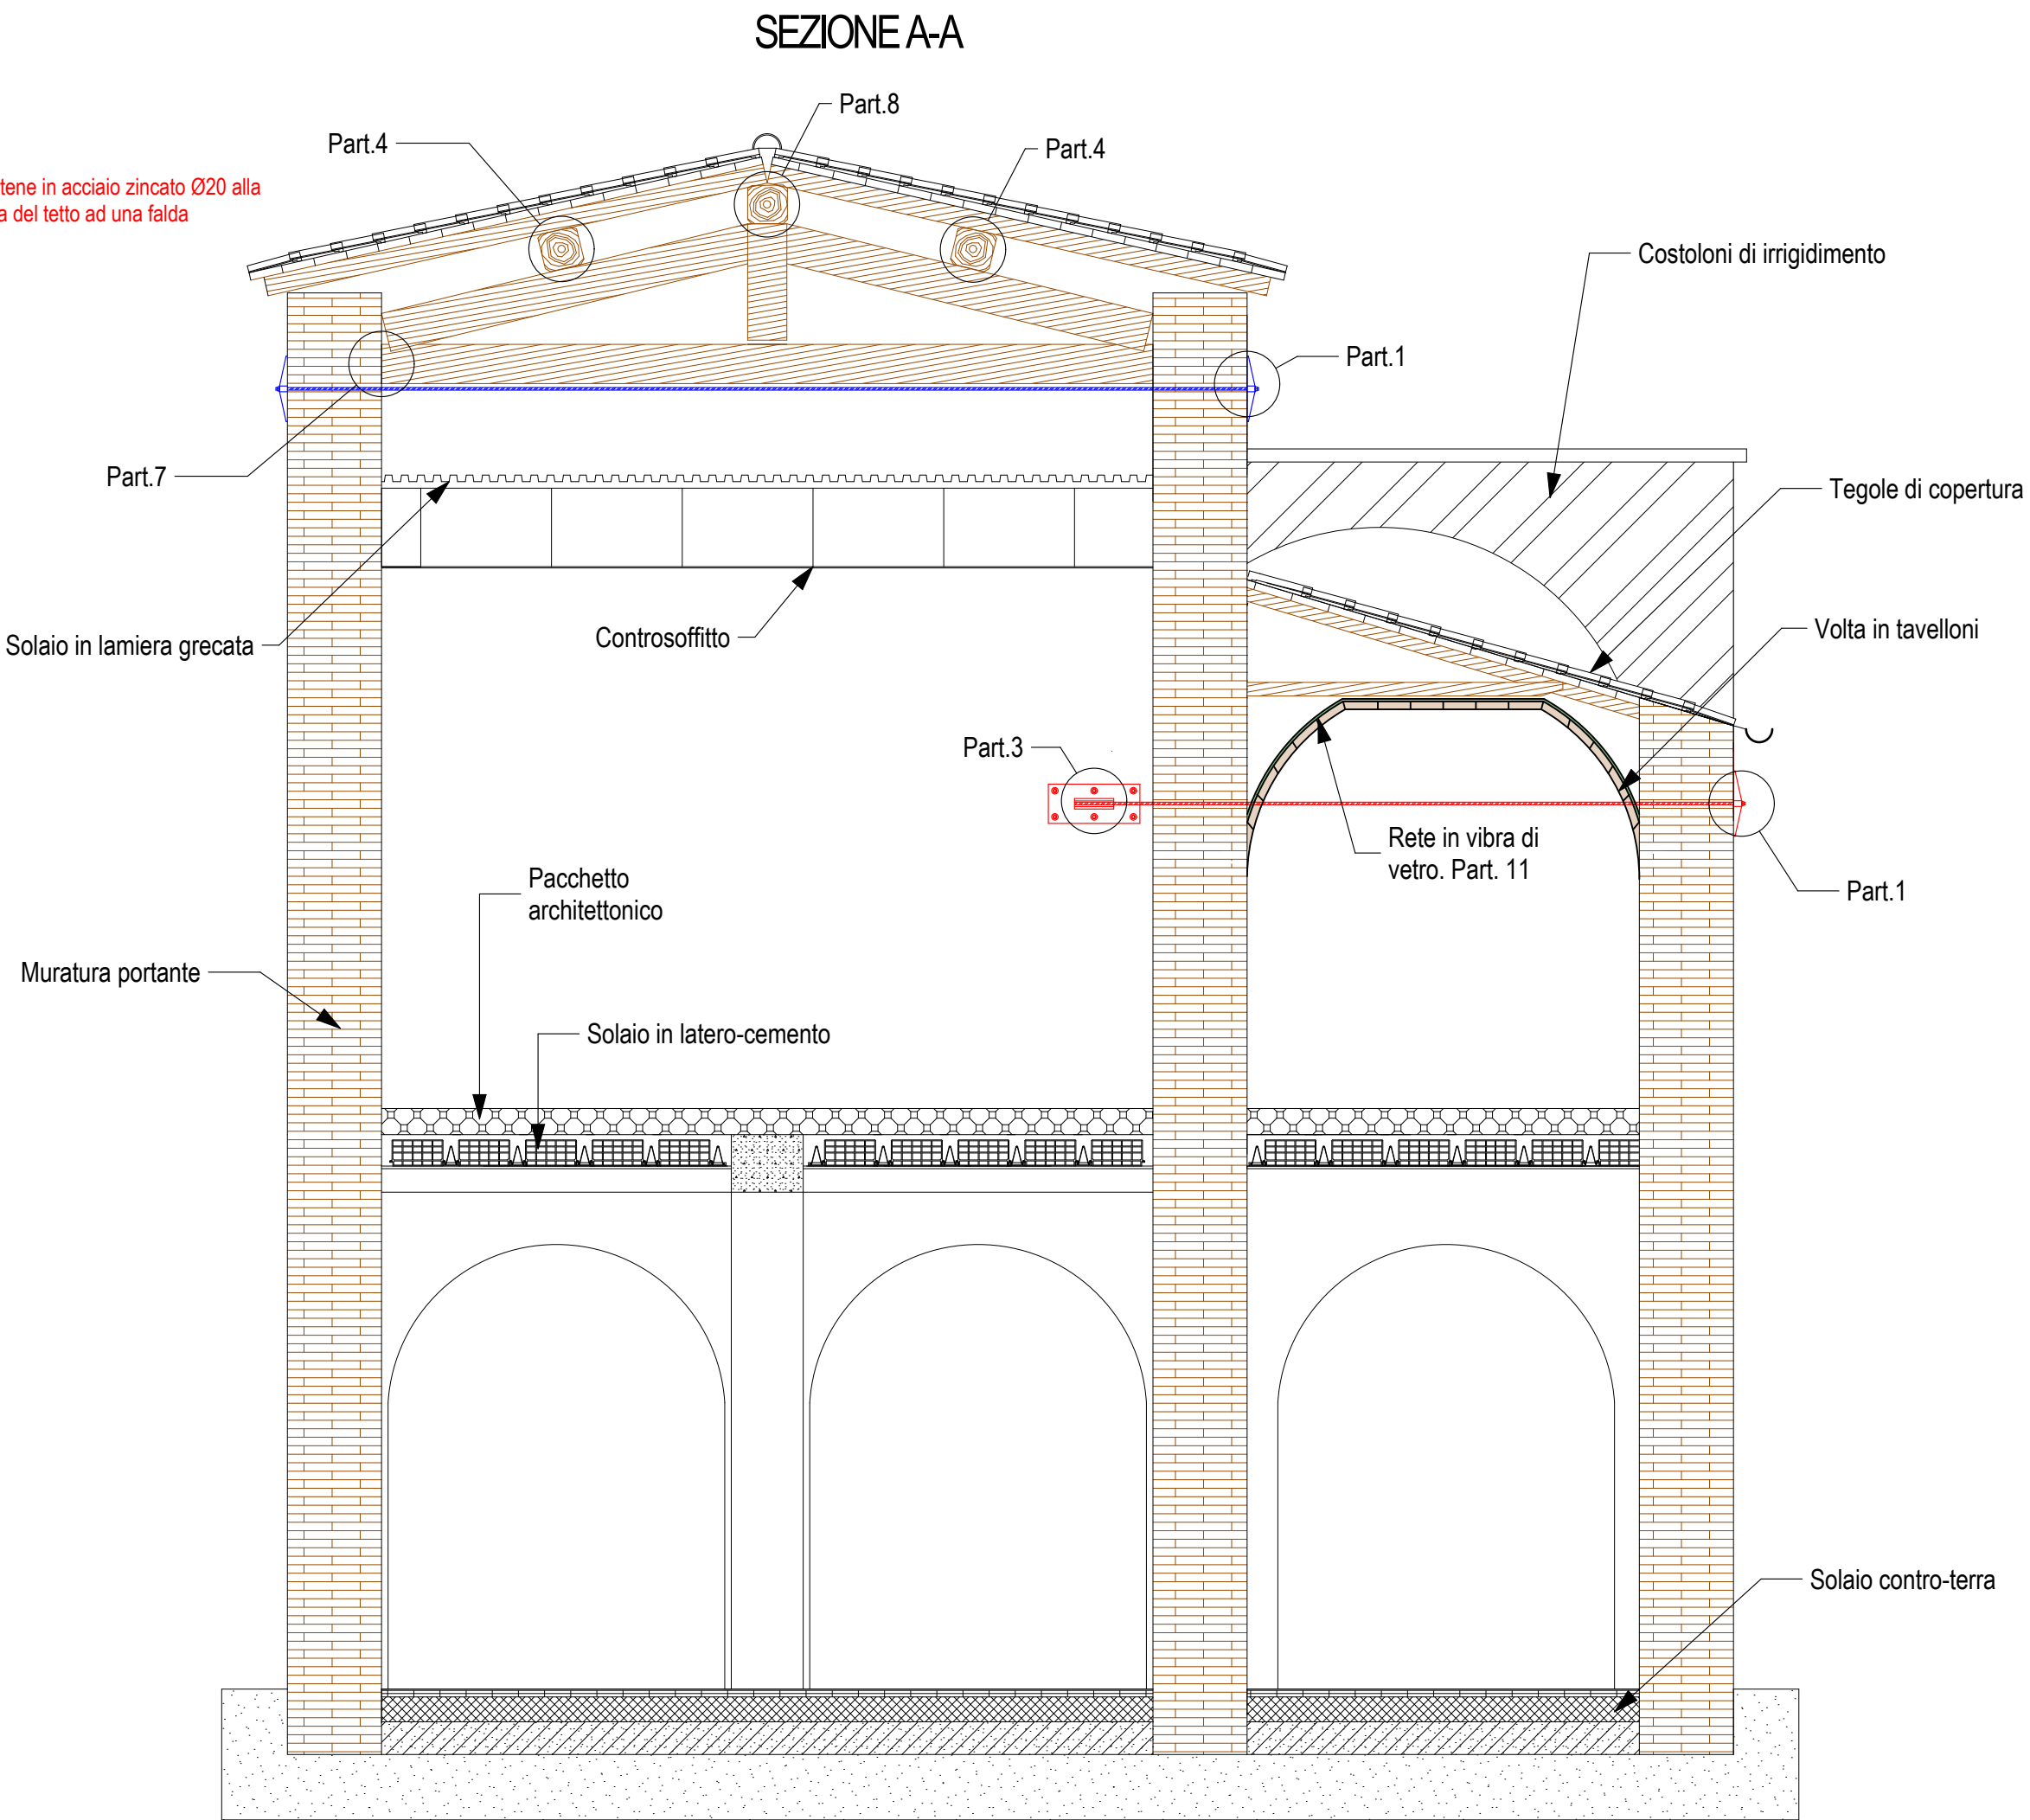 SEZIONE A-A
Part.8
Part.4
Part.4
tene in acciaio zincato Ø20 alla
a del tetto ad una falda
Costoloni di irrigidimento
Part.1
Part.7
Tegole di copertura
Solaio in lamiera grecata
Controsoffitto
Volta in tavelloni
Part.3
Rete in vibra di
vetro. Part. 11
Pacchetto
architettonico
Part.1
Muratura portante
Solaio in latero-cemento
Solaio contro-terra